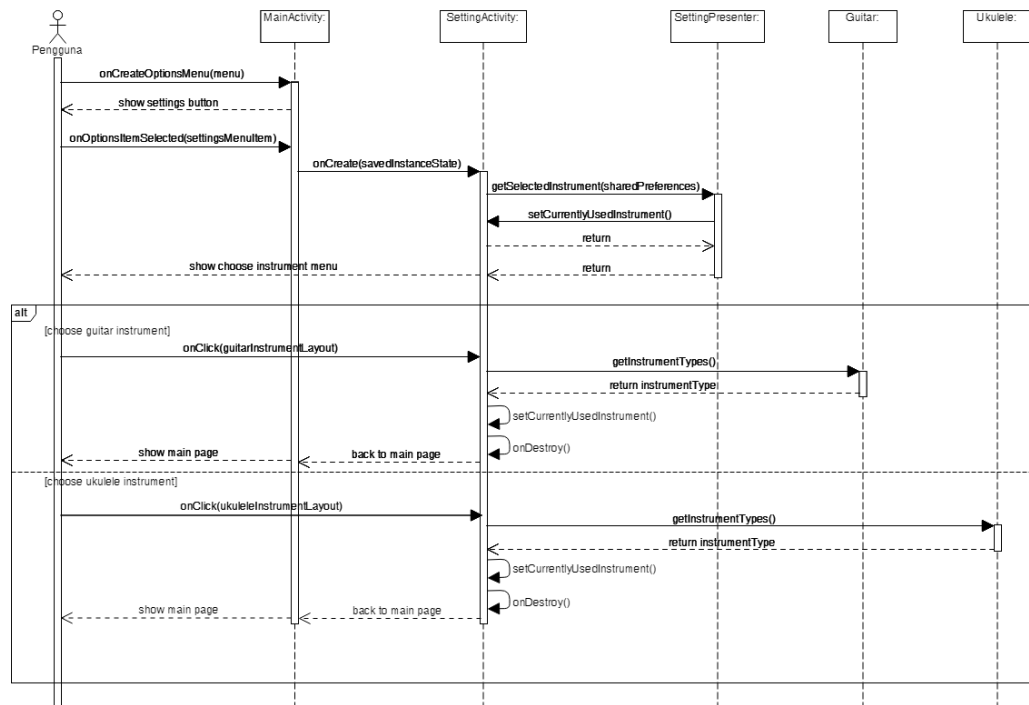 MainActivity:
SettingActivity:
SettingPresenter:
Guitar:
Ukulele:
Pengguna
onCreateOptionsMenu(menu)
show settings button
onOptionsItemSelected(settingsMenuItem)
onCreate(savedInstanceState)
getSelectedInstrument(sharedPreferences)
setCurrentlyUsedInstrument()
return
show choose instrument menu
return
alt
[choose guitar instrument]
onClick(guitarInstrumentLayout)
getInstrumentTypes()
return instrumentType
setCurrentlyUsedInstrument()
onDestroy()
show main page
back to main page
[choose ukulele instrument]
onClick(ukuleleInstrumentLayout)
getInstrumentTypes()
return instrumentType
setCurrentlyUsedInstrument()
onDestroy()
show main page
back to main page